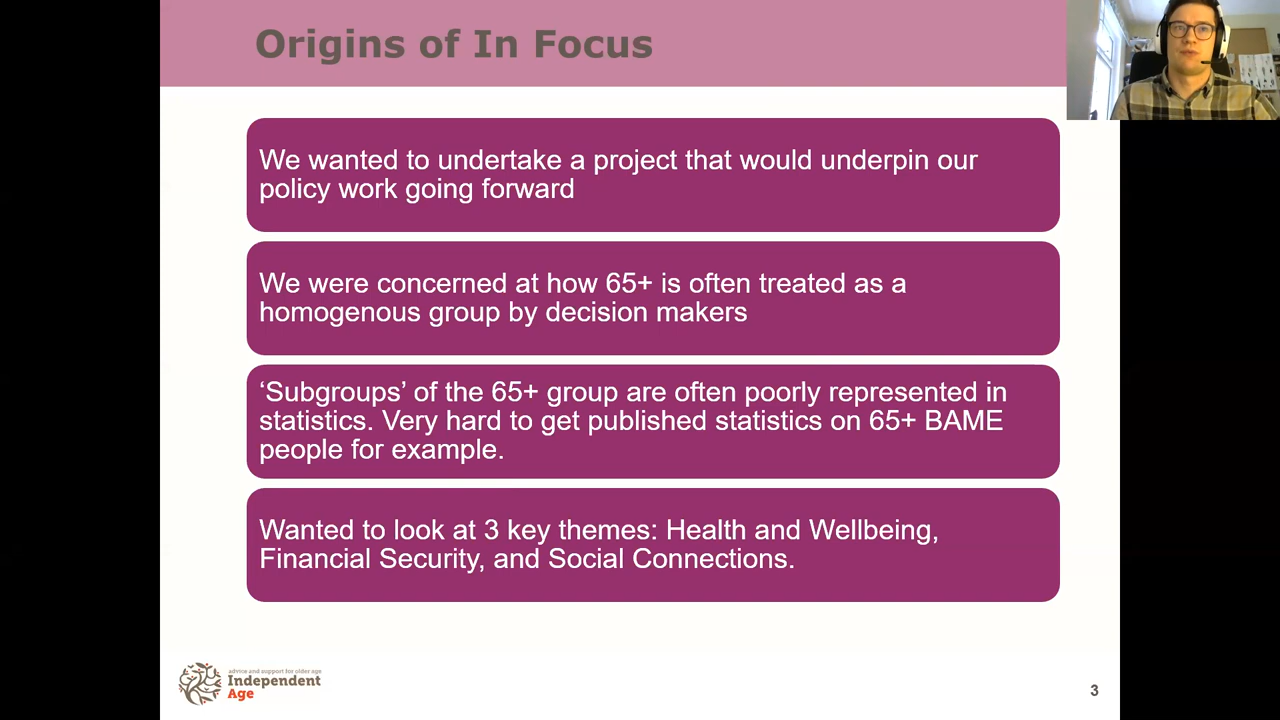 Origins of In Focus
We wanted to undertake a project that would underpin our
policy work going forward
We were concerned at how 65+ is often treated as a
homogenous group by decision makers
‘Subgroups’ of the 65+ group are often poorly represented in
statistics. Very hard to get published statistics on 65+ BAME
people for example.
Wanted to look at 3 key themes: Health and Wellbeing,
Financial Security, and Social Connections.
advice and support for older age
Independent
Age
3